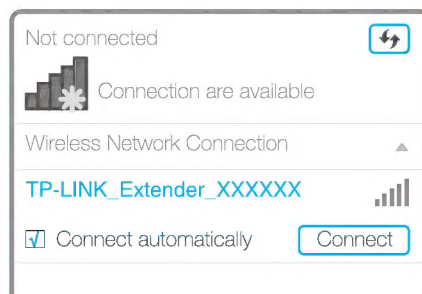 Not connected
Connection are available
Wireless Network Connection
TP-LINK_Extender_XXXXXX
Connect automatically
Connect